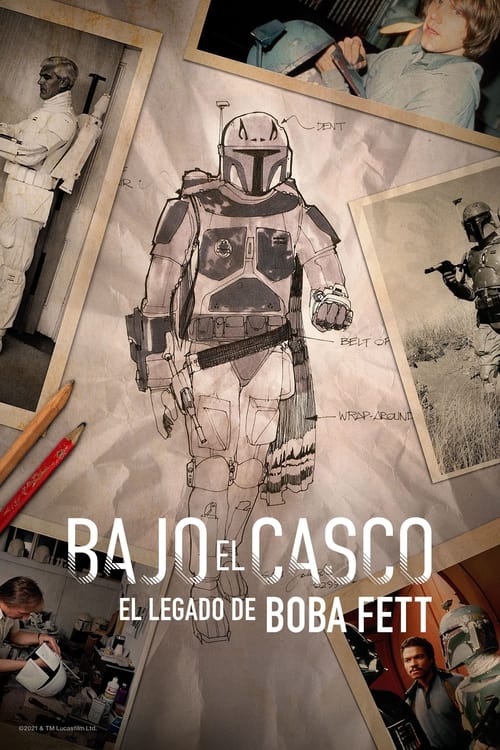 DENT
BELT OF
WRAP-AROUND
BAJO EL CASCO
EL LEGADO DE BOBA FETT
©2021 & TM Lucasfilm Ltd.